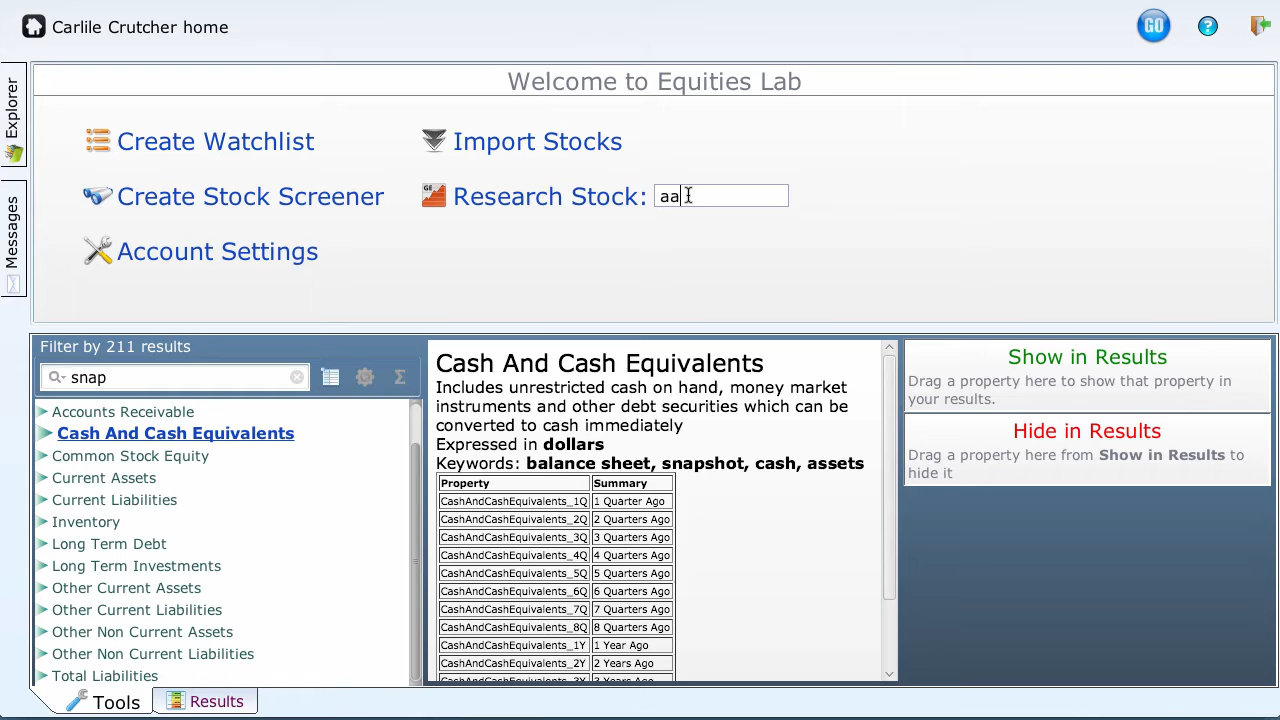 Carlile Crutcher home
GO
?
Explorer
Messages
Welcome to Equities Lab
Create Watchlist
Import Stocks
Create Stock Screener
GE
Research Stock: aa
Account Settings
Filter by 211 results
snap
Σ
Accounts Receivable
Cash And Cash Equivalents
Common Stock Equity
Current Assets
Current Liabilities
Inventory
Long Term Debt
Long Term Investments
Other Current Assets
Other Current Liabilities
Other Non Current Assets
Other Non Current Liabilities
Total Liabilities
Cash And Cash Equivalents
Includes unrestricted cash on hand, money market
instruments and other debt securities which can be
converted to cash immediately
Expressed in dollars
Keywords: balance sheet, snapshot, cash, assets
Property Summary
CashAndCashEquivalents_1Q 1 Quarter Ago
CashAndCashEquivalents_2Q 2 Quarters Ago
CashAndCashEquivalents_3Q 3 Quarters Ago
CashAndCashEquivalents_4Q 4 Quarters Ago
CashAndCashEquivalents_5Q 5 Quarters Ago
CashAndCashEquivalents_6Q 6 Quarters Ago
CashAndCashEquivalents_7Q 7 Quarters Ago
CashAndCashEquivalents_8Q 8 Quarters Ago
CashAndCashEquivalents_1Y 1 Year Ago
CashAndCashEquivalents_2Y 2 Years Ago
CashAndCashEquivalents_3Y 3 Years Ago
Show in Results
Drag a property here to show that property in
your results.
Hide in Results
Drag a property here from Show in Results to
hide it
Tools
Results